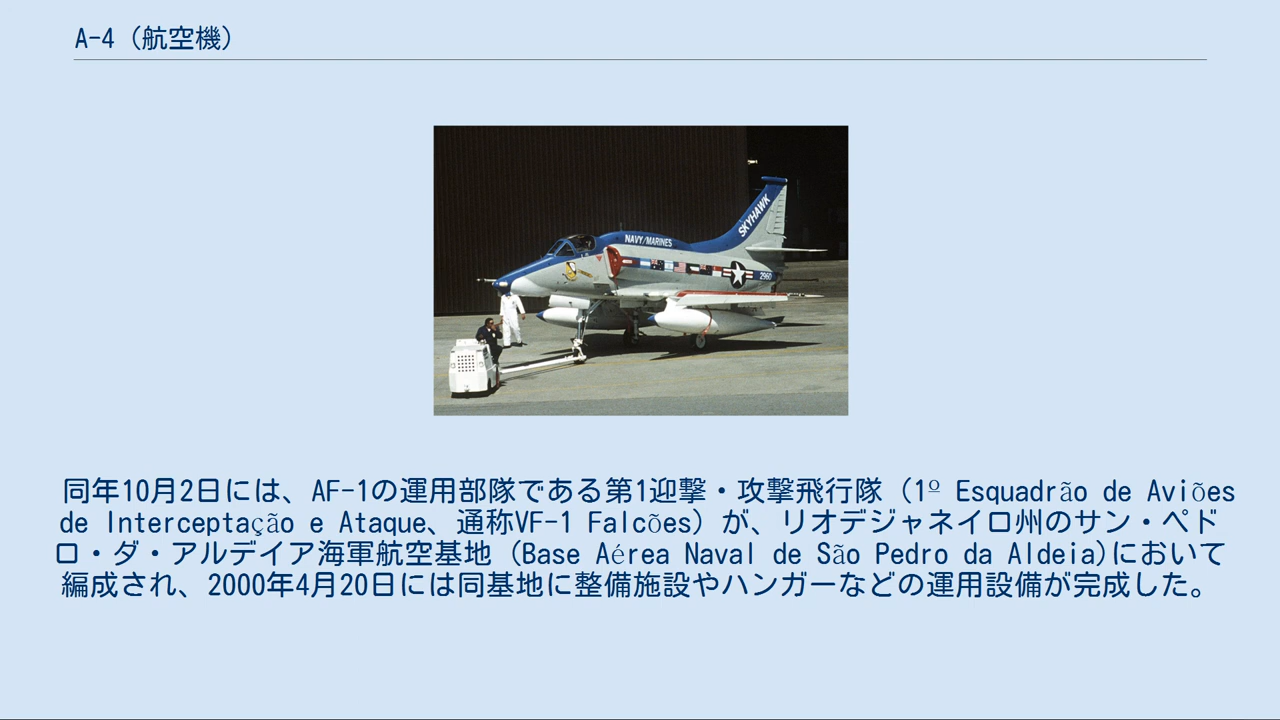 A-4（航空機）
NAVY/MARINES
SKYHAWK
2960
同年10月2日には、AF-1の運用部隊である第1迎撃・攻撃飛行隊（1º Esquadrão de Aviões
de Interceptação e Ataque、通称VF-1 Falcões）が、リオデジャネイロ州のサン・ペド
ロ・ダ・アルデイア海軍航空基地（Base Aérea Naval de São Pedro da Aldeia)において
編成され、2000年4月20日には同基地に整備施設やハンガーなどの運用設備が完成した。